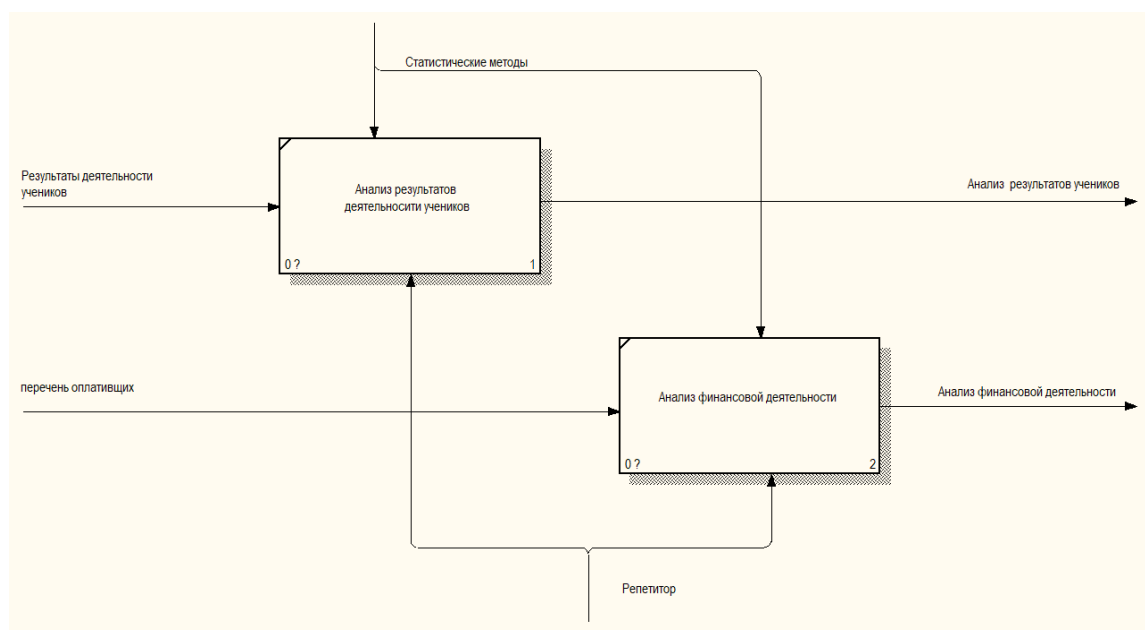 Статистические методы
Результаты деятельности
учеников
Анализ результатов
деятельносити учеников
0 ?
1
Анализ результатов учеников
перечень оплативщих
Анализ финансовой деятельности
0 ?
2
Анализ финансовой деятельности
Репетитор